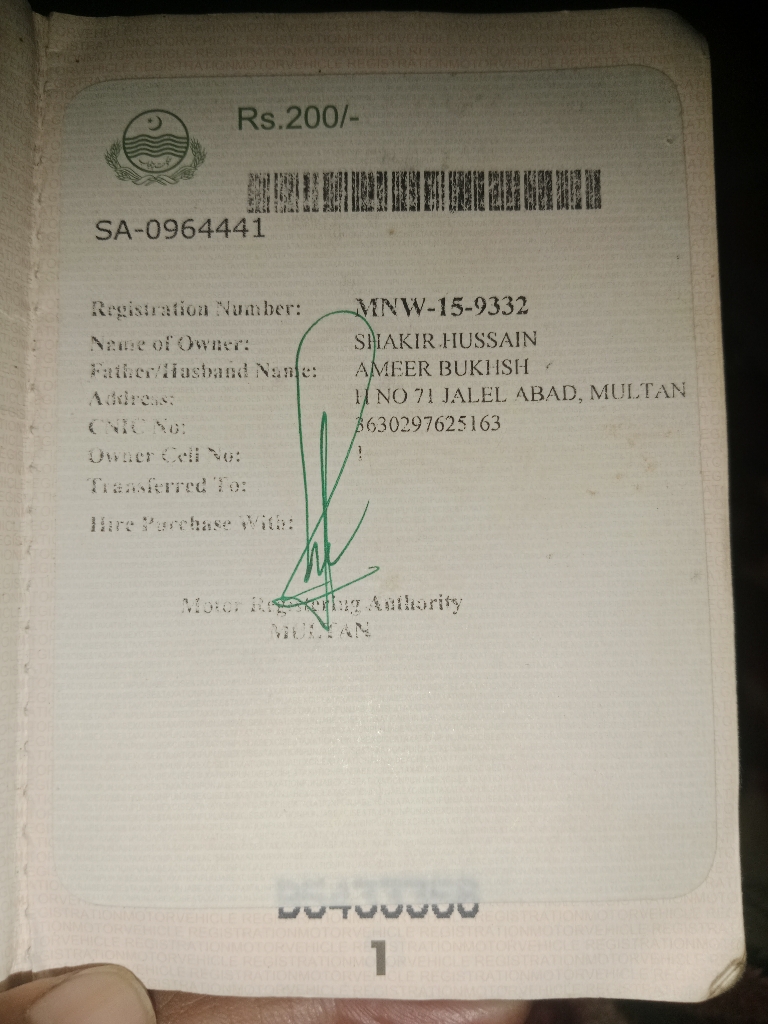 Rs.200/-
SA-0964441
Registration Number: MNW-15-9332
Name of Owner: SHAKIR HUSSAIN
Father/Husband Name: AMEER BUKHSH
Address: H NO 71 JALEL ABAD, MULTAN
CNIC No: 3630297625163
Owner Cell No: 1
Transferred To:
Hire Purchase With:
Motor Registering Authority
MULTAN
1